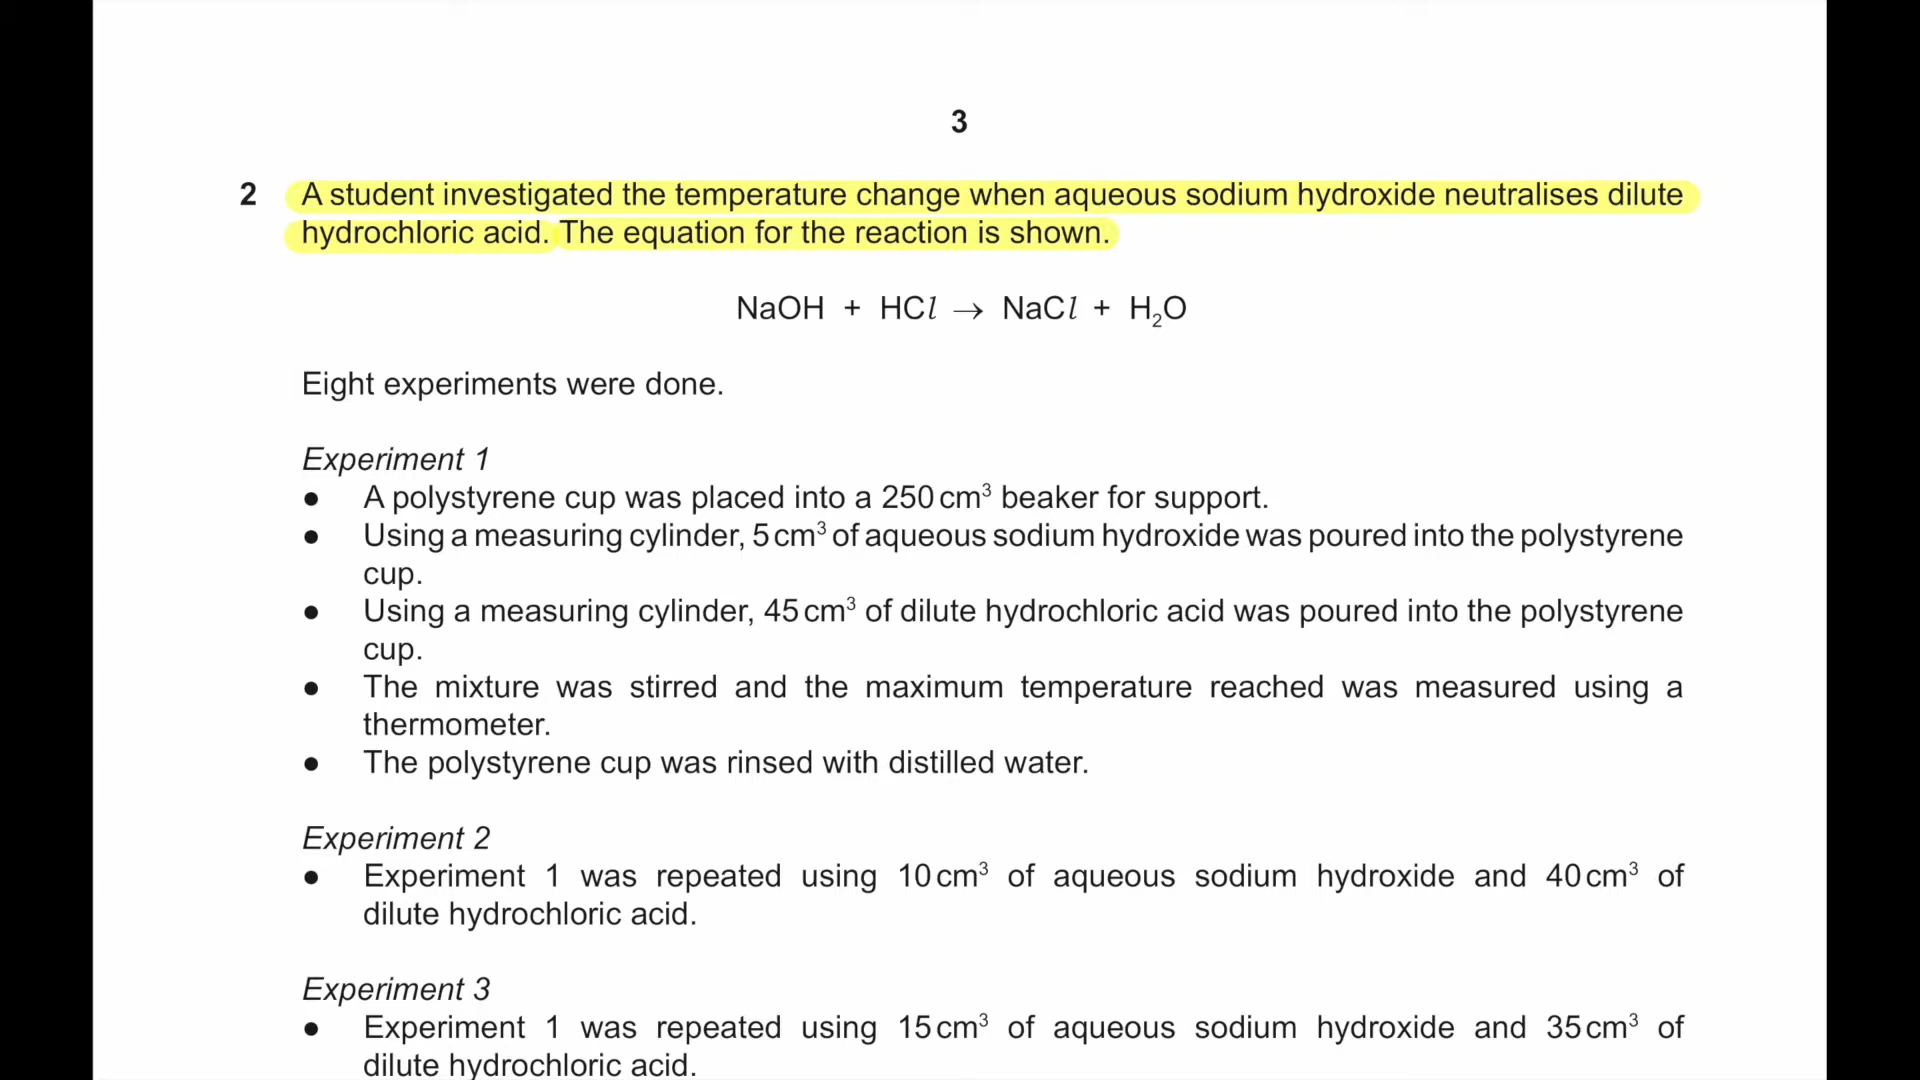 3
2 A student investigated the temperature change when aqueous sodium hydroxide neutralises dilute
hydrochloric acid. The equation for the reaction is shown.
NaOH + HCl → NaCl + H₂O
Eight experiments were done.
Experiment 1
● A polystyrene cup was placed into a 250 cm³ beaker for support.
● Using a measuring cylinder, 5 cm³ of aqueous sodium hydroxide was poured into the polystyrene
cup.
● Using a measuring cylinder, 45 cm³ of dilute hydrochloric acid was poured into the polystyrene
cup.
● The mixture was stirred and the maximum temperature reached was measured using a
thermometer.
● The polystyrene cup was rinsed with distilled water.
Experiment 2
● Experiment 1 was repeated using 10 cm³ of aqueous sodium hydroxide and 40 cm³ of
dilute hydrochloric acid.
Experiment 3
● Experiment 1 was repeated using 15 cm³ of aqueous sodium hydroxide and 35 cm³ of
dilute hydrochloric acid.